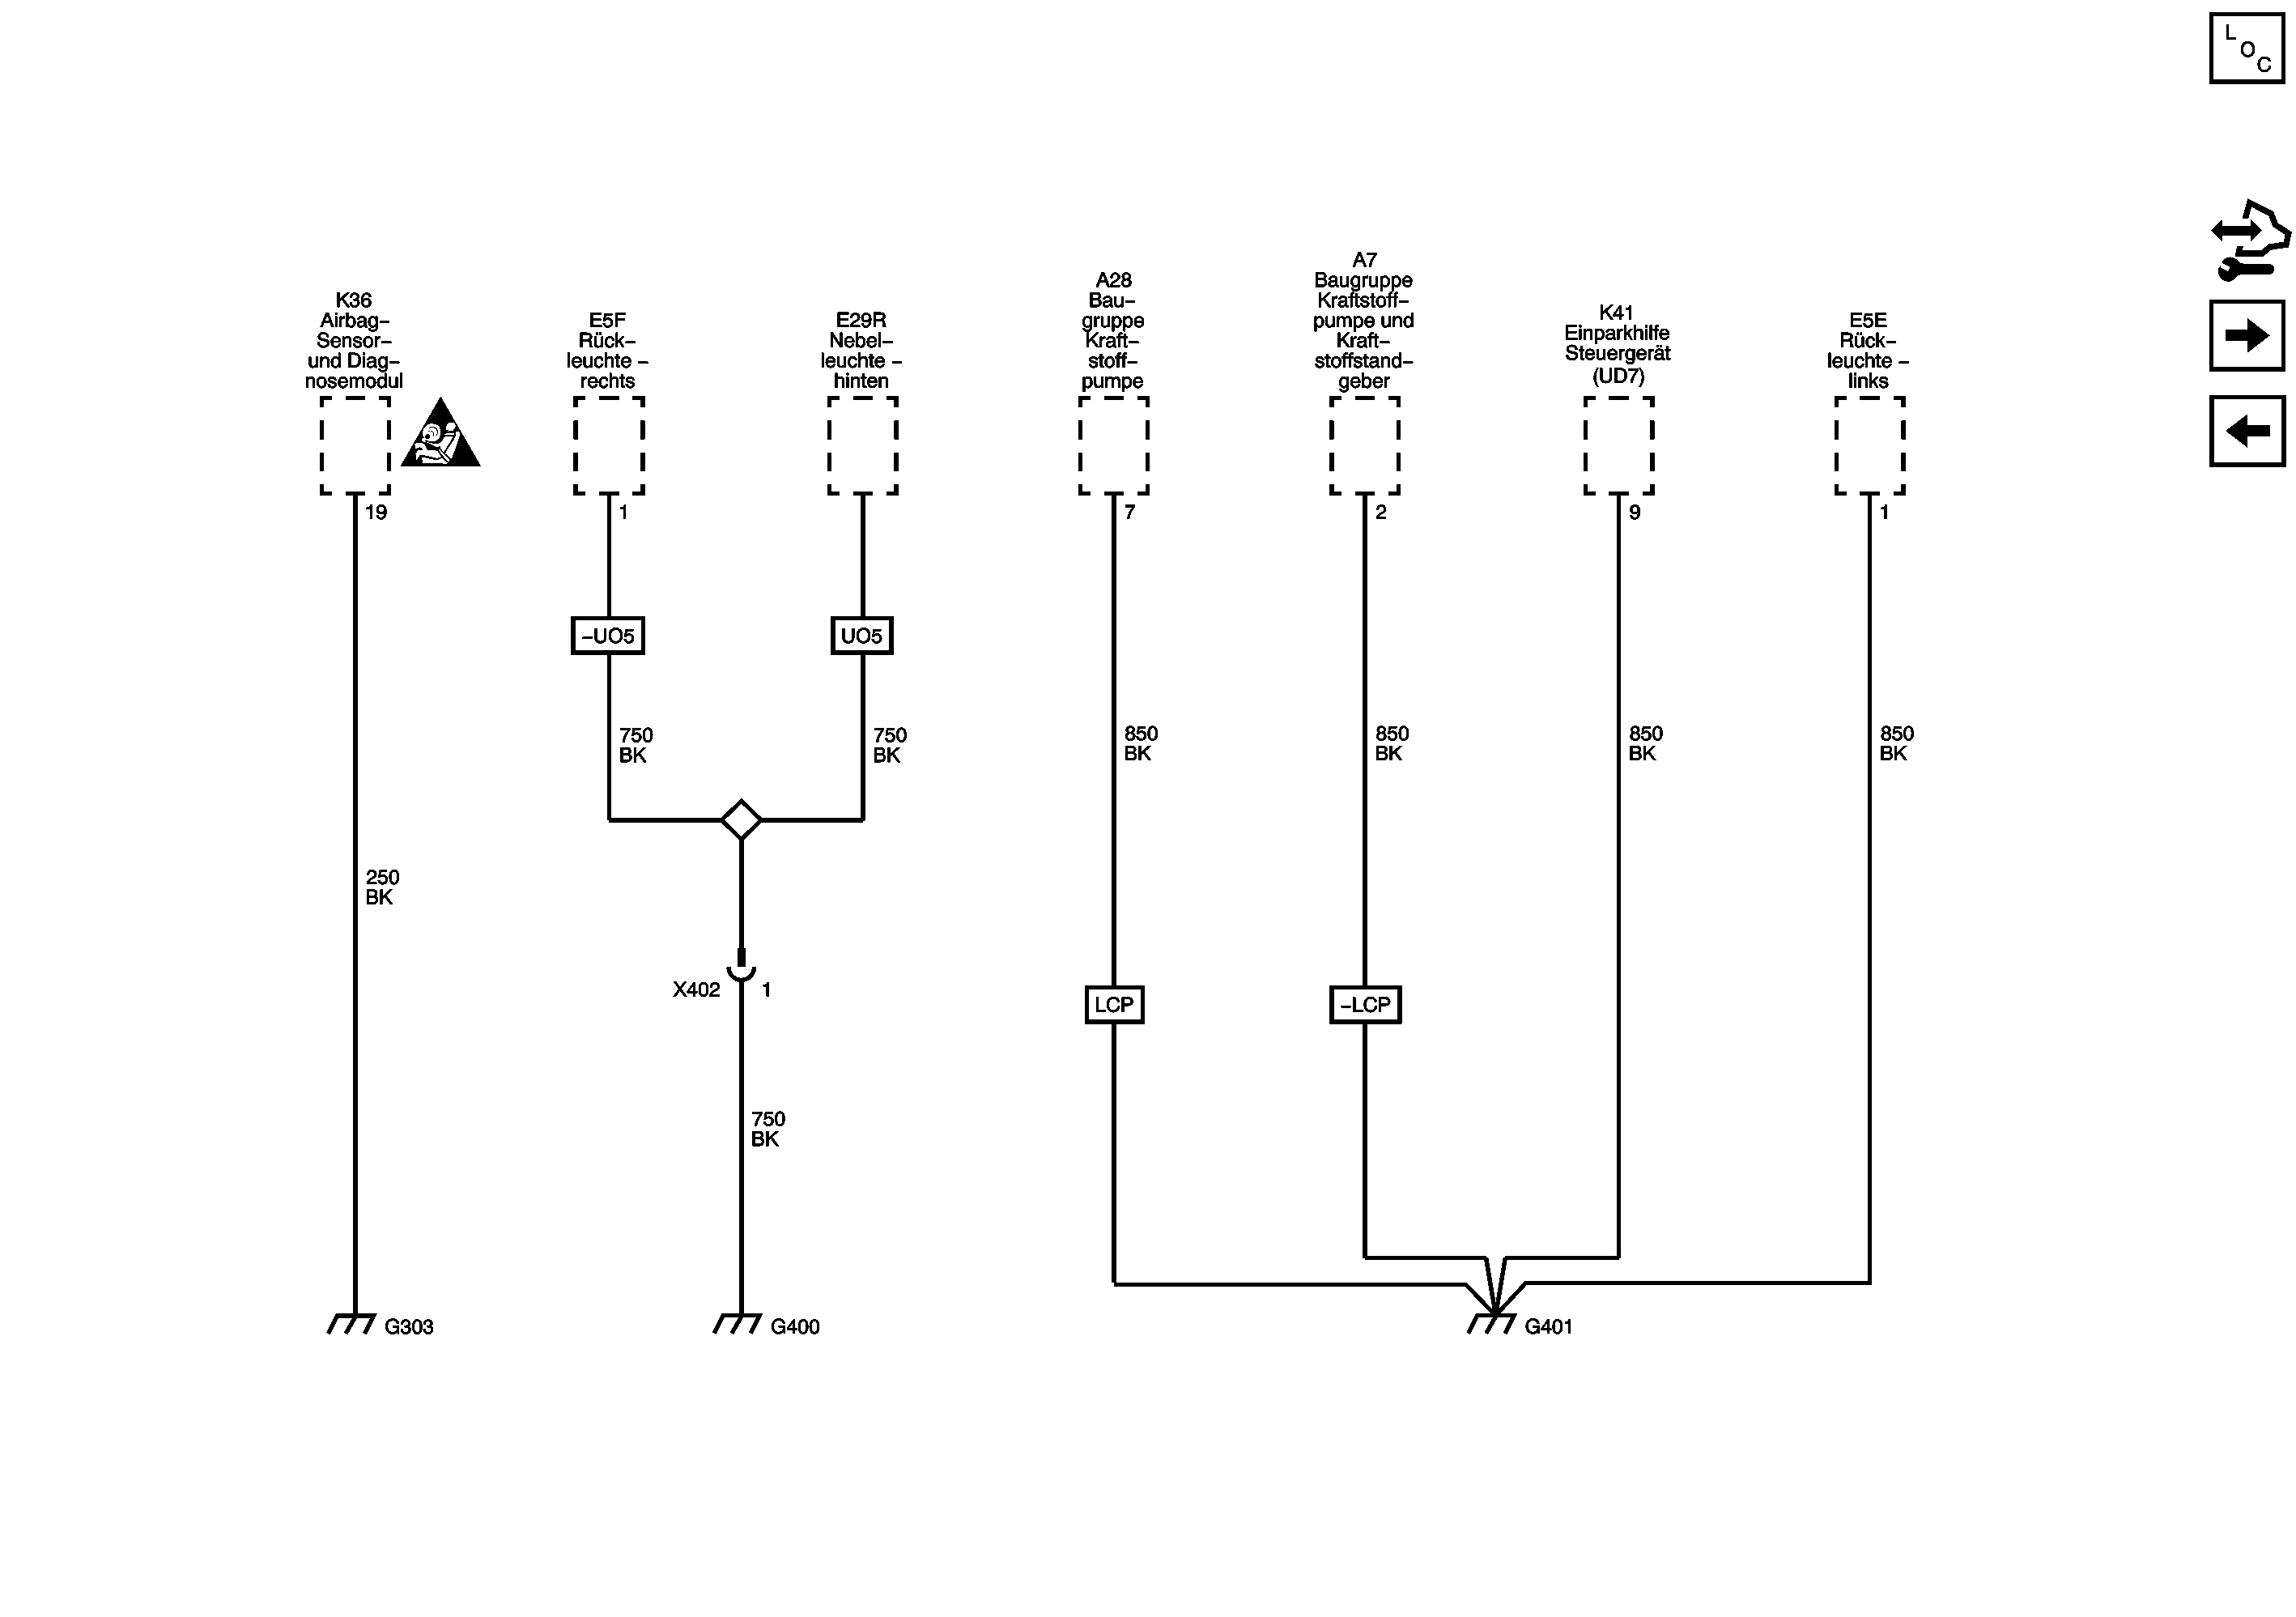 L
O
C
K36
Airbag–
Sensor–
und Diag–
nosemodul
E5F
Rück–
leuchte –
rechts
E29R
Nebel–
leuchte –
hinten
A28
Bau–
gruppe
Kraft–
stoff–
pumpe
A7
Baugruppe
Kraftstoff–
pumpe und
Kraft–
stoffstand–
geber
K41
Einparkhilfe
Steuergerät
(UD7)
E5E
Rück–
leuchte –
links
19
1
7
2
9
1
–UO5
UO5
750
BK
750
BK
850
BK
850
BK
850
BK
850
BK
250
BK
X402
1
LCP
–LCP
750
BK
G303
G400
G401